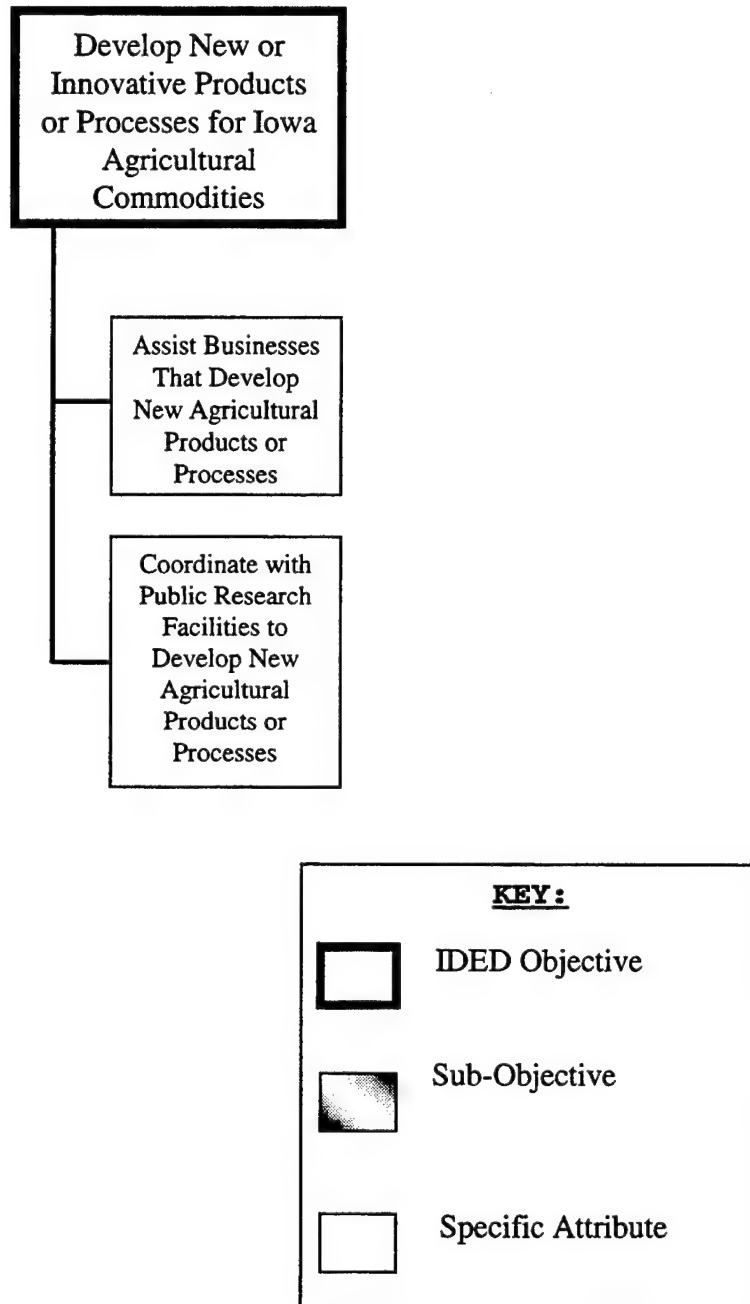 Develop New or
Innovative Products
or Processes for Iowa
Agricultural
Commodities
Assist Businesses
That Develop
New Agricultural
Products or
Processes
Coordinate with
Public Research
Facilities to
Develop New
Agricultural
Products or
Processes
KEY:
IDED Objective
Sub-Objective
Specific Attribute